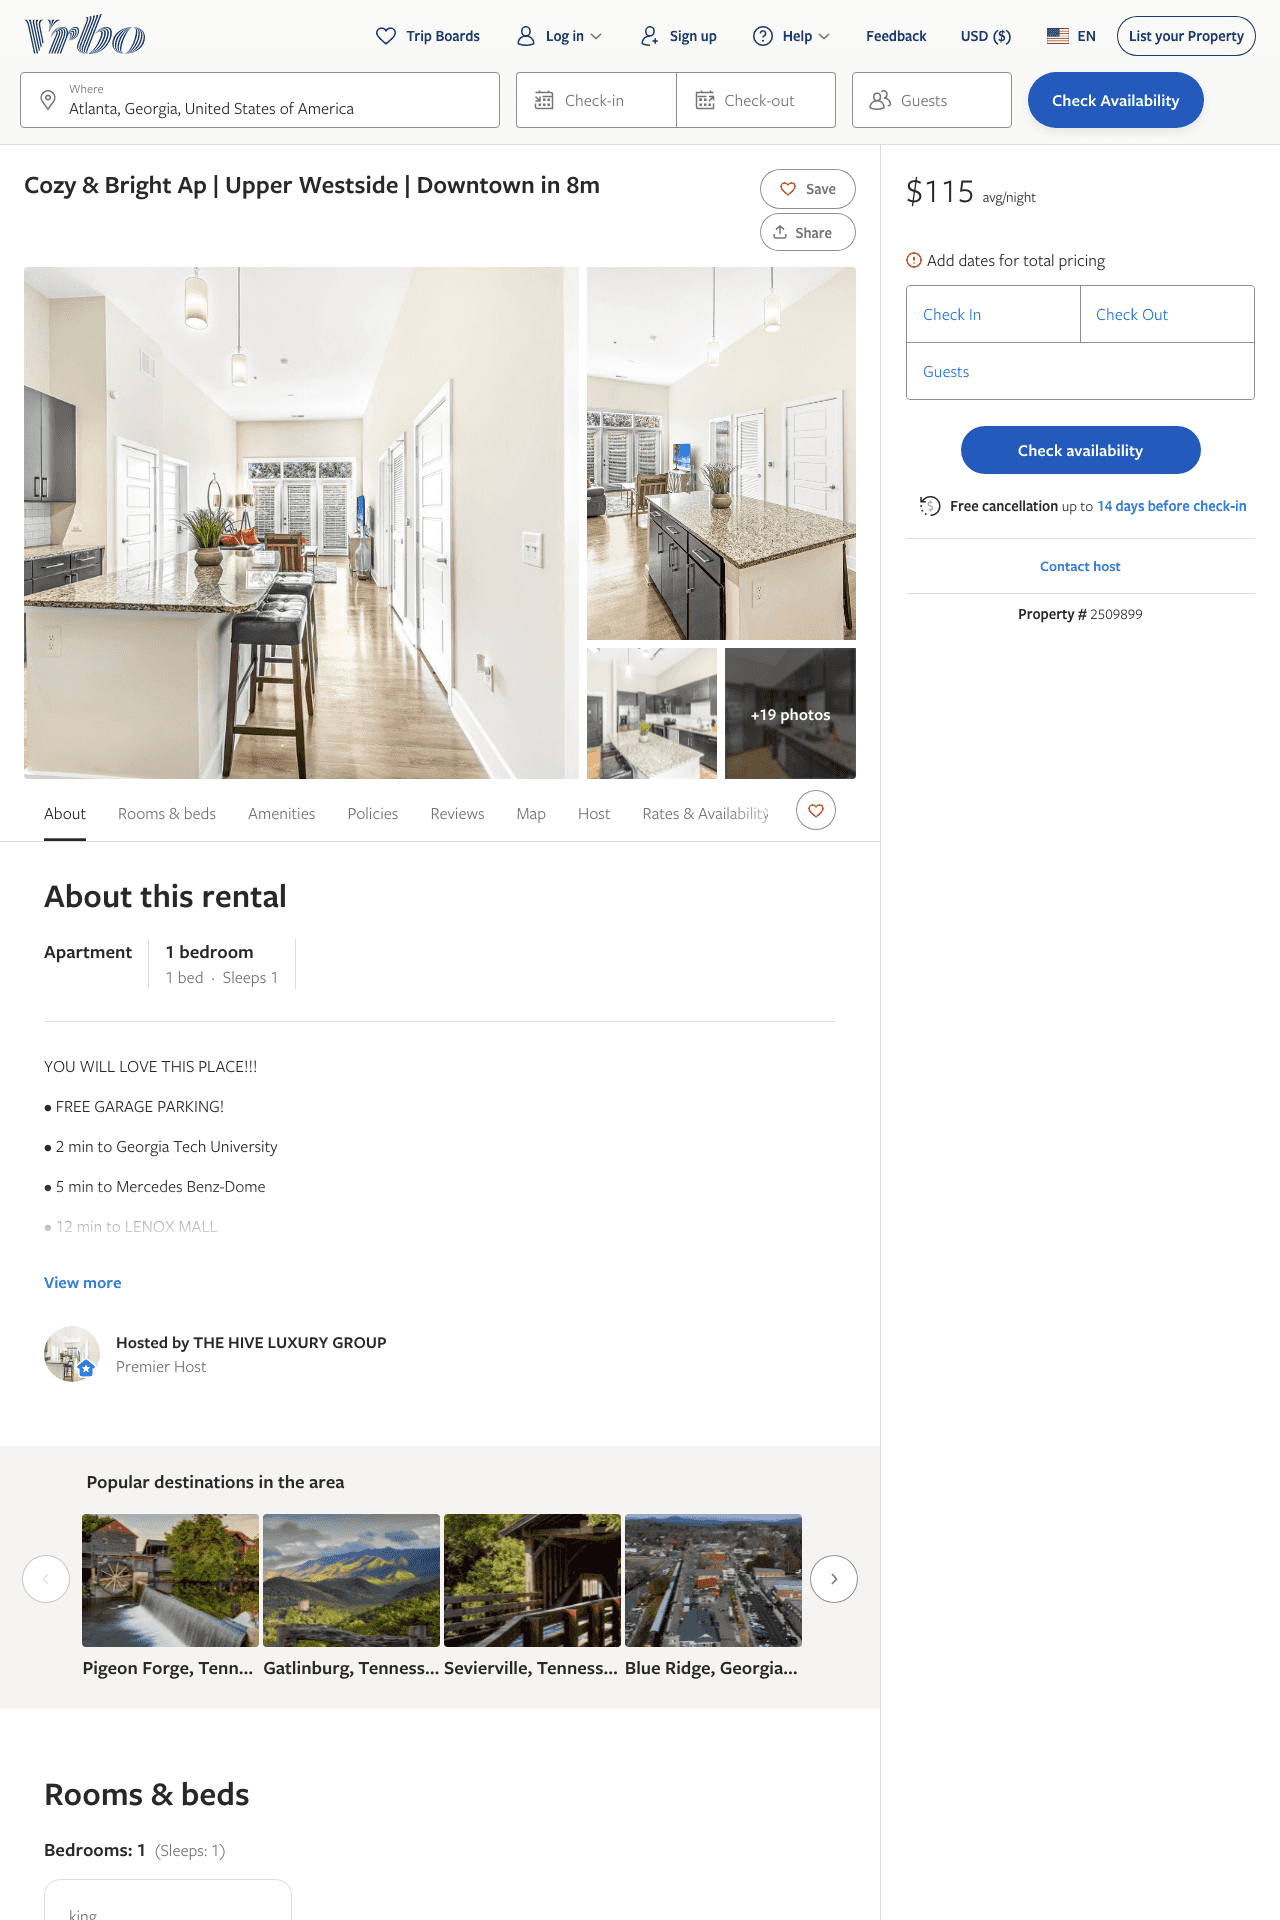 Vrbo
Trip Boards
Log in
Sign up
Help
Feedback
USD ($)
EN
List your Property
Where
Atlanta, Georgia, United States of America
Check-in
Check-out
Guests
Check Availability
Cozy & Bright Ap | Upper Westside | Downtown in 8m
Save
Share
+19 photos
$115 avg/night
Add dates for total pricing
Check In
Check Out
Guests
Check availability
Free cancellation up to 14 days before check-in
Contact host
Property # 2509899
About
Rooms & beds
Amenities
Policies
Reviews
Map
Host
Rates & Availability
About this rental
Apartment
1 bedroom
1 bed · Sleeps 1
YOU WILL LOVE THIS PLACE!!!
● FREE GARAGE PARKING!
● 2 min to Georgia Tech University
● 5 min to Mercedes Benz-Dome
● 12 min to LENOX MALL
View more
Hosted by THE HIVE LUXURY GROUP
Premier Host
Popular destinations in the area
Pigeon Forge, Tenn...
Gatlinburg, Tenness...
Sevierville, Tenness...
Blue Ridge, Georgia...
Rooms & beds
Bedrooms: 1 (Sleeps: 1)
king